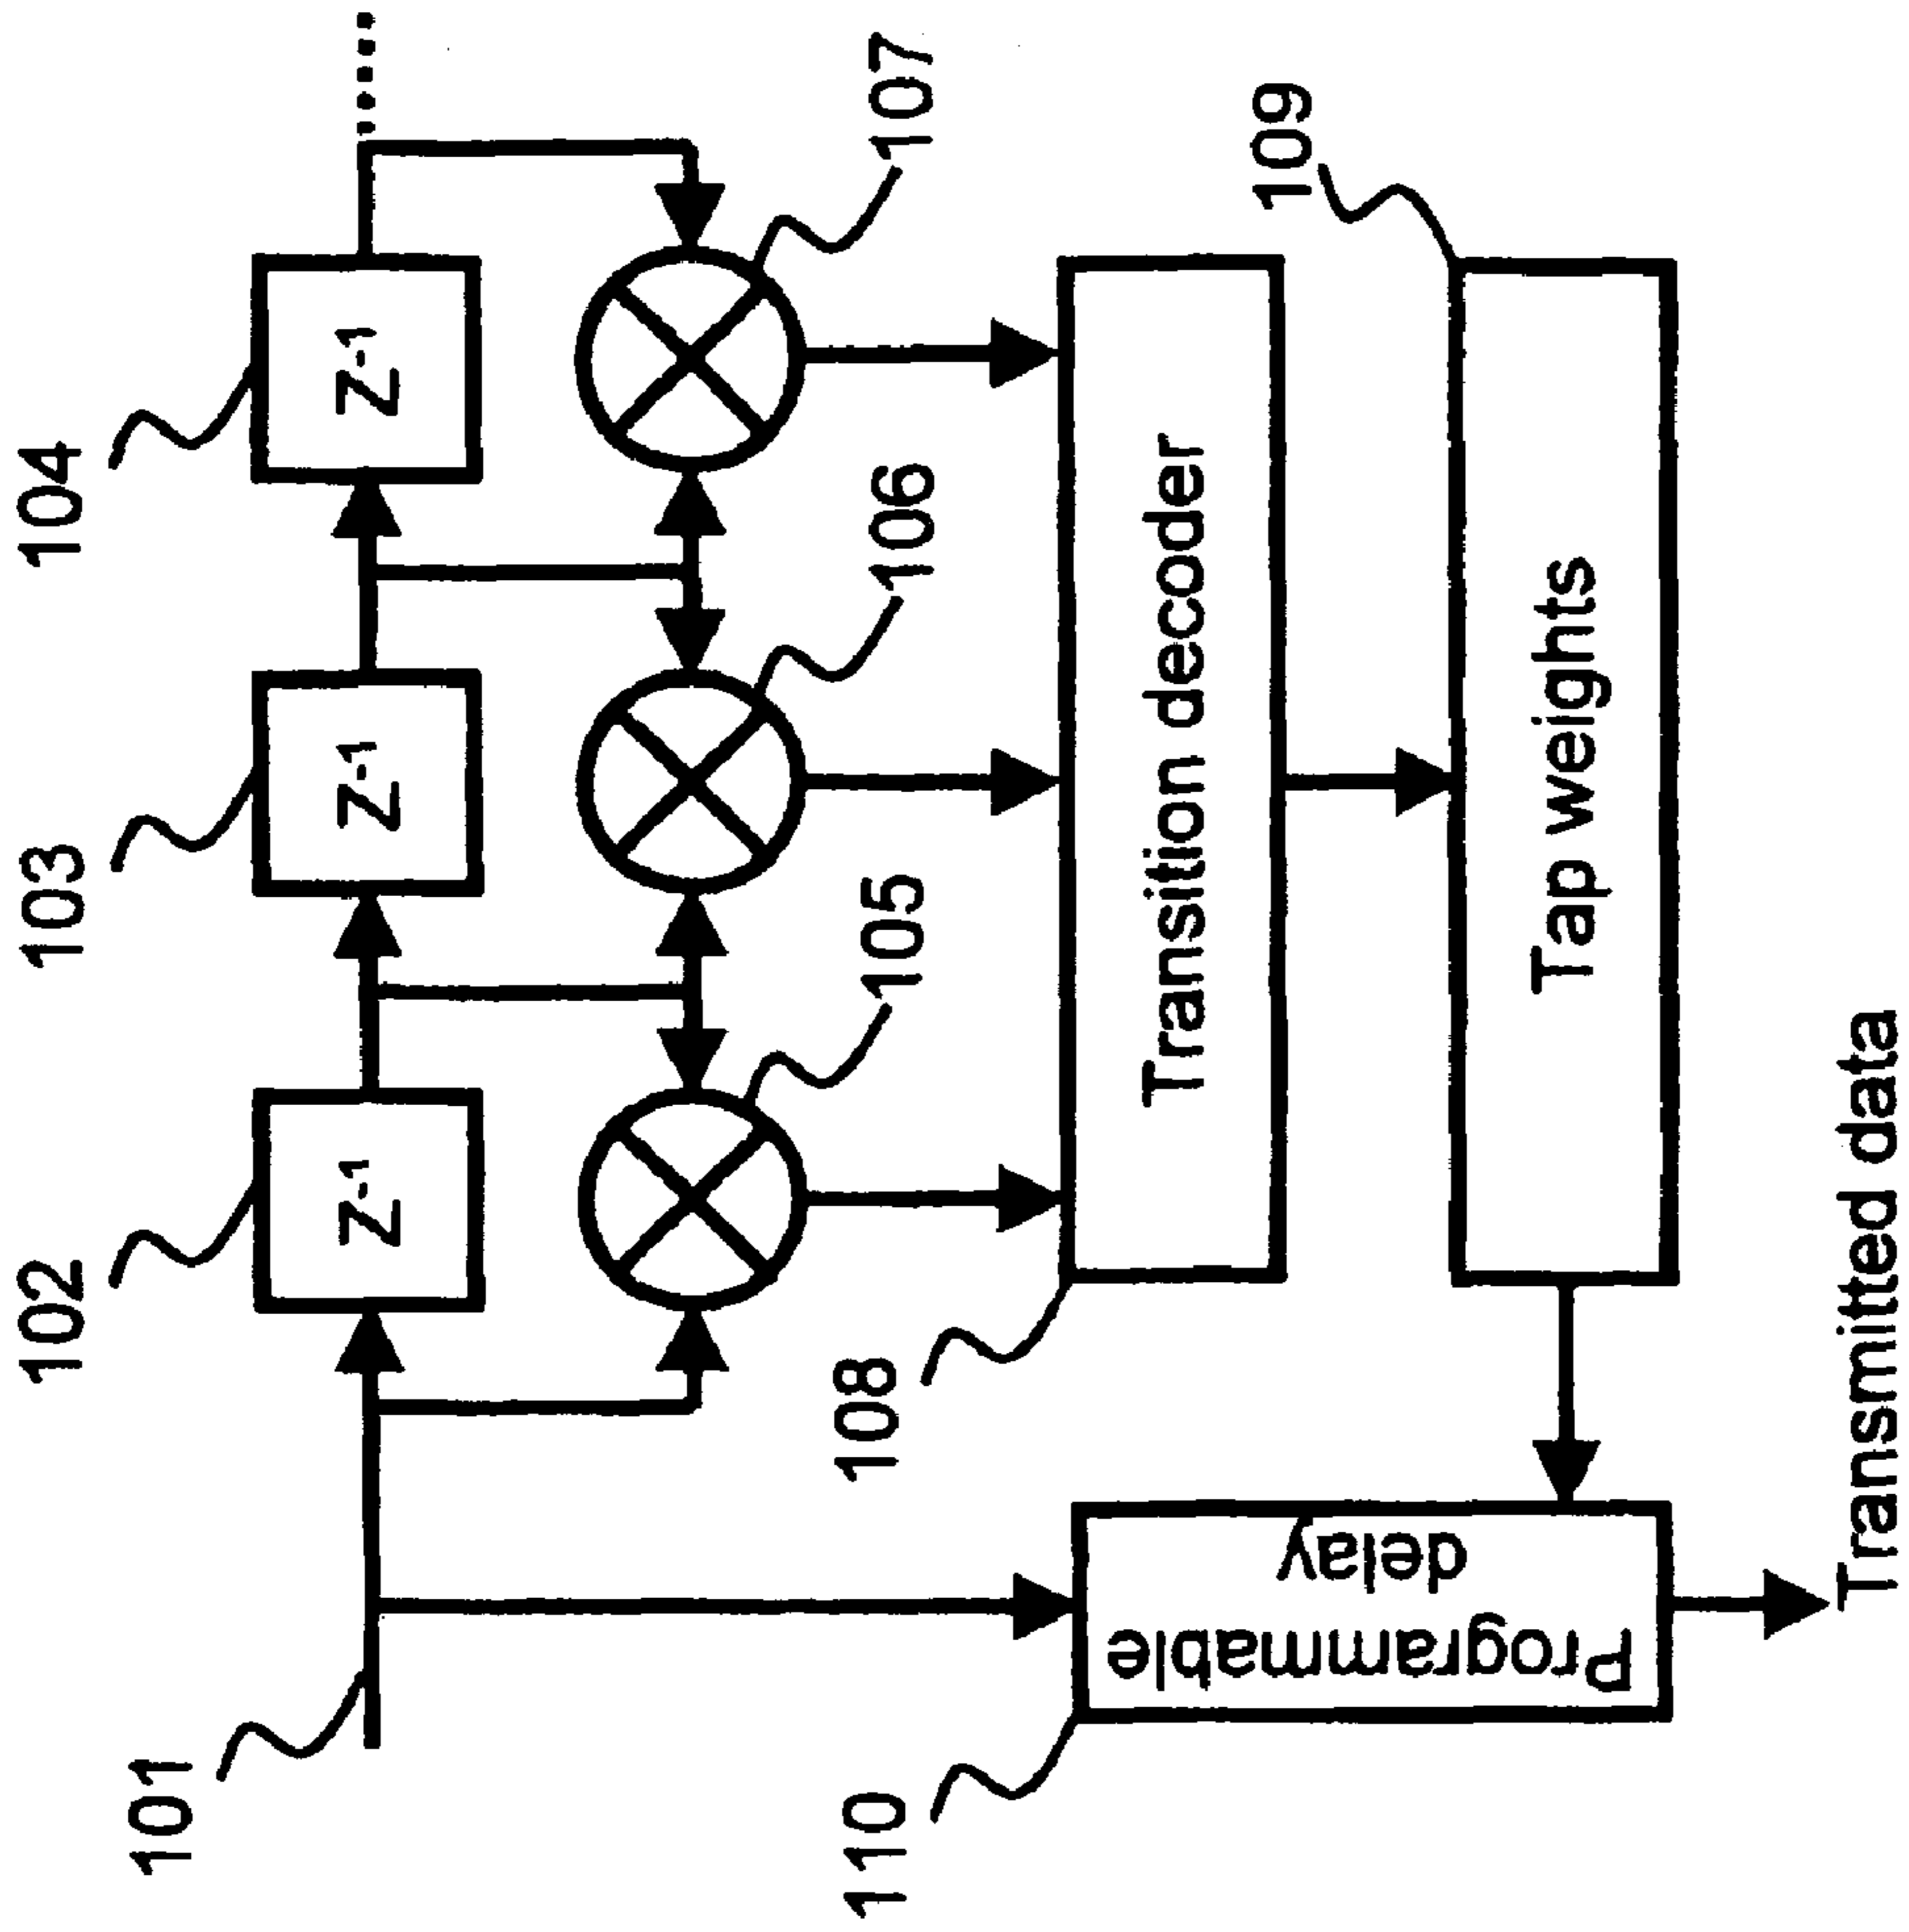 101
102
103
104
Z-1
Z-1
Z-1
105
106
107
108
110
Transition decoder
109
Programmable
delay
Tap weights
Transmitted data